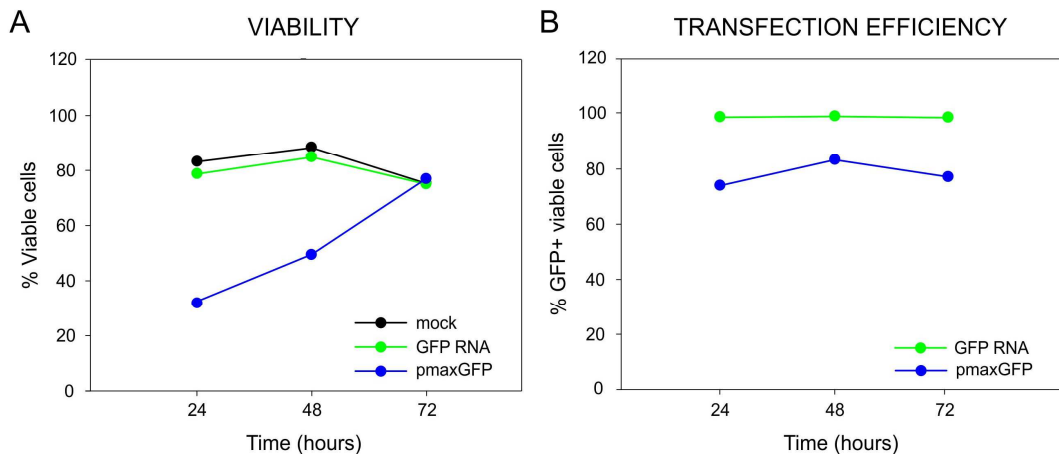 A
VIABILITY
120
100
80
60
40
20
0
% Viable cells
24
48
72
Time (hours)
mock
GFP RNA
pmaxGFP
B
TRANSFECTION EFFICIENCY
120
100
80
60
40
20
0
% GFP+ viable cells
24
48
72
Time (hours)
GFP RNA
pmaxGFP